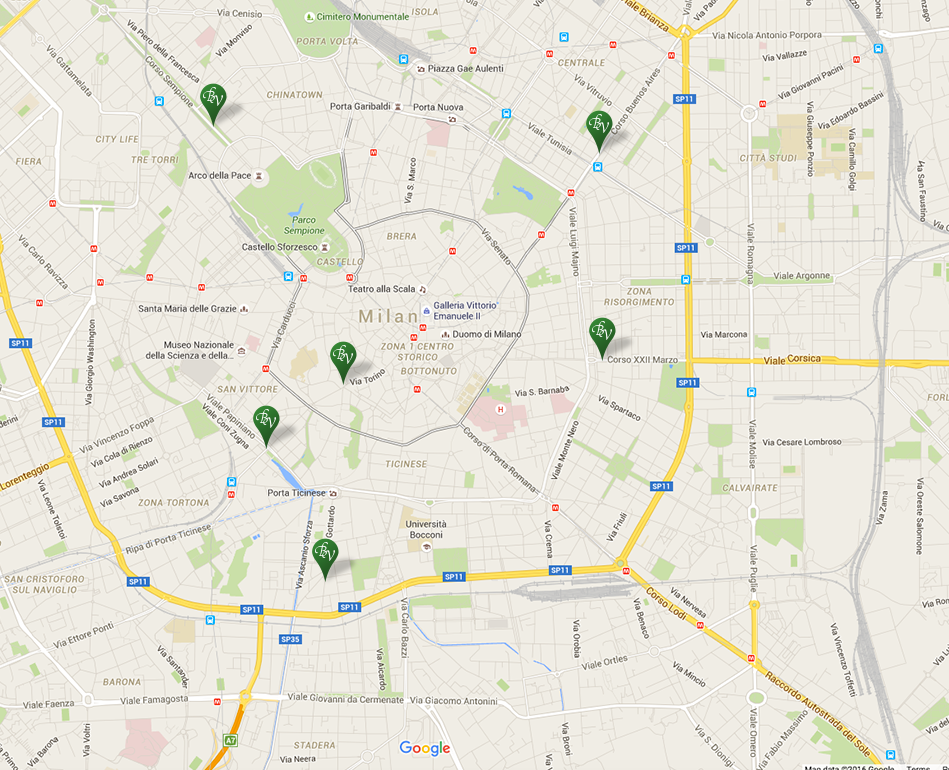 Via Cenisio
Cimitero Monumentale
ISOLA
Viale Brianza
Via Monviso
PORTA VOLTA
Via Nicola Antonio Porpora
Via Piero della Francesca
Via Gattamelata
Corso Sempione
Piazza Gae Aulenti
CENTRALE
Via Vallazze
Via Giovanni Pacini
Via Vitruvio
Corso Buenos Aires
CHINATOWN
Porta Garibaldi
Porta Nuova
SP11
Via Edoardo Bassini
Via Giuseppe Ponzio
Via Camillo Golgi
Viale Tunisia
CITY LIFE
FIERA
TRE TORRI
CITTÀ STUDI
Via San Faustino
Arco della Pace
Via S. Marco
Parco
Sempione
BRERA
Via Senato
Viale Luigi Majno
Viale Romagna
Via Carlo Ravizza
Castello Sforzesco
CASTELLO
SP11
Viale Argonne
Teatro alla Scala
ZONA
RISORGIMENTO
Santa Maria delle Grazie
Via Carducci
Galleria Vittorio
Emanuele II
Milan
Duomo di Milano
Via Marcona
SP11
Via Giorgio Washington
Museo Nazionale
della Scienza e della...
ZONA 1 CENTRO
STORICO
BOTTONUTO
Corso XXII Marzo
Viale Corsica
Via Torino
SAN VITTORE
SP11
Via S. Barnaba
Viale Papiniano
Viale Coni Zugna
Via Spartaco
SP11
Via Vincenzo Foppa
Via Cola di Rienzo
Viale Monte Nero
Viale Molise
Via Cesare Lombroso
Lorenteggio
Via Andrea Solari
TICINESE
Corso di Porta Romana
Via Savona
ZONA TORTONA
Porta Ticinese
SP11
CALVAIRATE
Via Leone Tolstoi
Gottardo
Via Zama
Via Oreste Salomone
Ripa di Porta Ticinese
Via Ascanio Sforza
Università
Bocconi
Via Crema
Via Friuli
Viale Puglie
SAN CRISTOFORO
SUL NAVIGLIO
SP11
SP11
SP11
SP11
SP11
Corso Lodi
Via Nervesa
Via Carlo Bazzi
Via Benaco
Via Ettore Ponti
SP35
Via Orobia
Via Vincenzo Toffetti
Via Santander
Via Aicardo
Viale Ortles
Via Mincio
BARONA
Raccordo Autostrada del Sole
Viale Faenza
Viale Famagosta
Viale Giovanni da Cermenate
Via Giacomo Antonini
Via Voltri
Via Barona
A7
STADERA
Via Neera
Google
Via Broni
Via S. Dionigi
Viale Omero
Via Fabio Massimo
Map data ©2016 Google
Terms